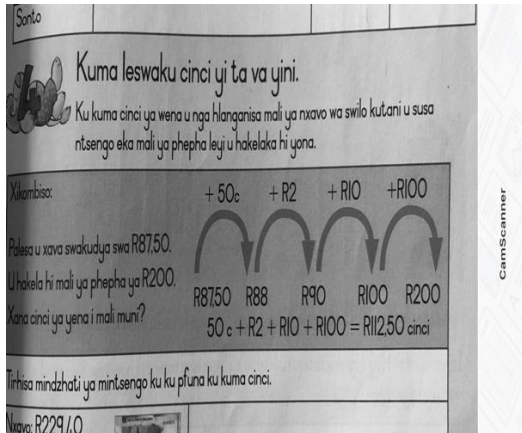 Sonto
4
Kuma leswaku cinci yi ta va yini.
Ku kuma cinci ya wena u nga hlanganisa mali ya nxavo wa swilo kutani u susa
ntsengo eka mali ya phepha leyi u hakelaka hi yona.
Xikombiso:
+ 50c + R2 + R10 + R100
Palesa u xava swakudya swa R87,50.
U hakela hi mali ya phepha ya R200.
R87,50 R88 R90 R100 R200
Xana cinci ya yena i mali muni?
50 c + R2 + R10 + R100 = R112,50 cinci
Tirhisa mindzhati ya mintsengo ku ku pfuna ku kuma cinci.
Nxavo:
CamScanner